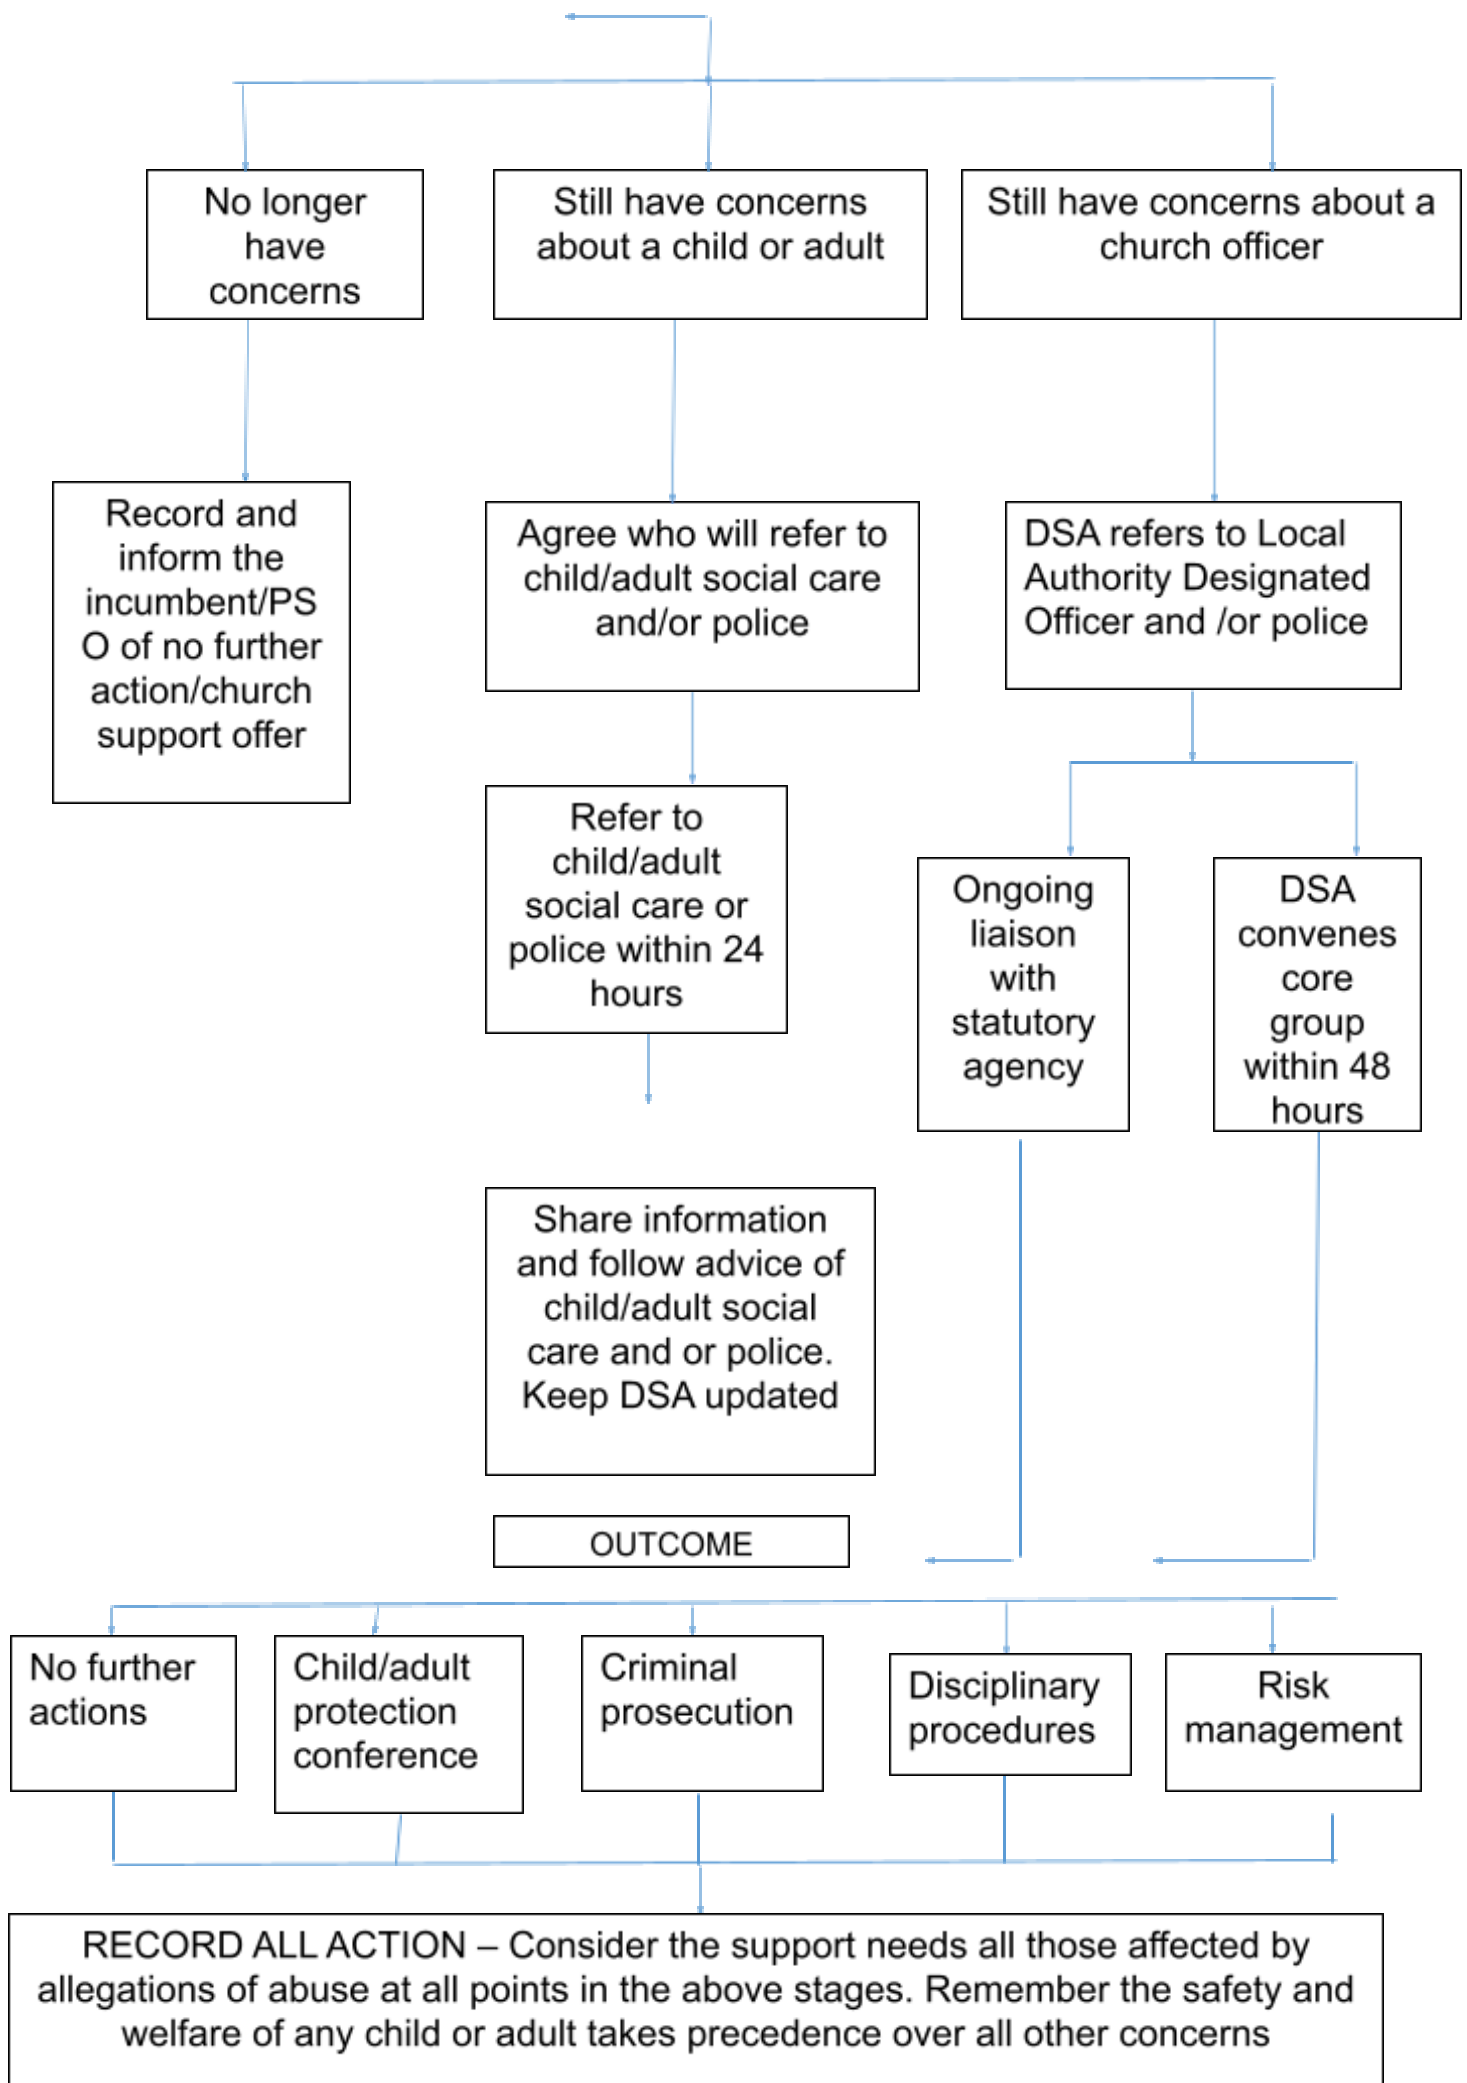 No longer
have
concerns
Still have concerns
about a child or adult
Still have concerns about a
church officer
Record and
inform the
incumbent/PS
O of no further
action/church
support offer
Agree who will refer to
child/adult social care
and/or police
DSA refers to Local
Authority Designated
Officer and /or police
Refer to
child/adult
social care or
police within 24
hours
Ongoing
liaison
with
statutory
agency
DSA
convenes
core
group
within 48
hours
Share information
and follow advice of
child/adult social
care and or police.
Keep DSA updated
OUTCOME
No further
actions
Child/adult
protection
conference
Criminal
prosecution
Disciplinary
procedures
Risk
management
RECORD ALL ACTION – Consider the support needs all those affected by
allegations of abuse at all points in the above stages. Remember the safety and
welfare of any child or adult takes precedence over all other concerns